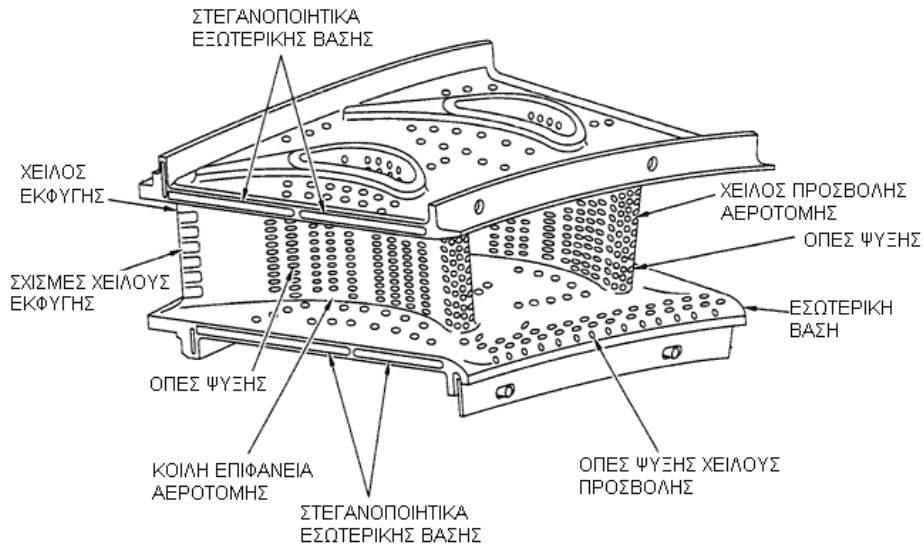 ΣΤΕΓΑΝΟΠΟΙΗΤΙΚΑ
ΕΞΩΤΕΡΙΚΗΣ ΒΑΣΗΣ
ΧΕΙΛΟΣ
ΕΚΦΥΓΗΣ
ΧΕΙΛΟΣ ΠΡΟΣΒΟΛΗΣ
ΑΕΡΟΤΟΜΗΣ
ΟΠΕΣ ΨΥΞΗΣ
ΣΧΙΣΜΕΣ ΧΕΙΛΟΥΣ
ΕΚΦΥΓΗΣ
ΕΣΩΤΕΡΙΚΗ
ΒΑΣΗ
ΟΠΕΣ ΨΥΞΗΣ
ΚΟΙΛΗ ΕΠΙΦΑΝΕΙΑ
ΑΕΡΟΤΟΜΗΣ
ΟΠΕΣ ΨΥΞΗΣ ΧΕΙΛΟΥΣ
ΠΡΟΣΒΟΛΗΣ
ΣΤΕΓΑΝΟΠΟΙΗΤΙΚΑ
ΕΣΩΤΕΡΙΚΗΣ ΒΑΣΗΣ